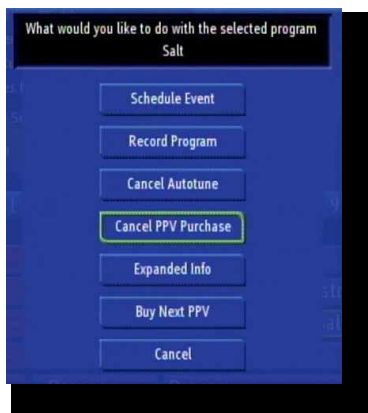 What would you like to do with the selected program
Salt
Schedule Event
Record Program
Cancel Autotune
Cancel PPV Purchase
Expanded Info
Buy Next PPV
Cancel